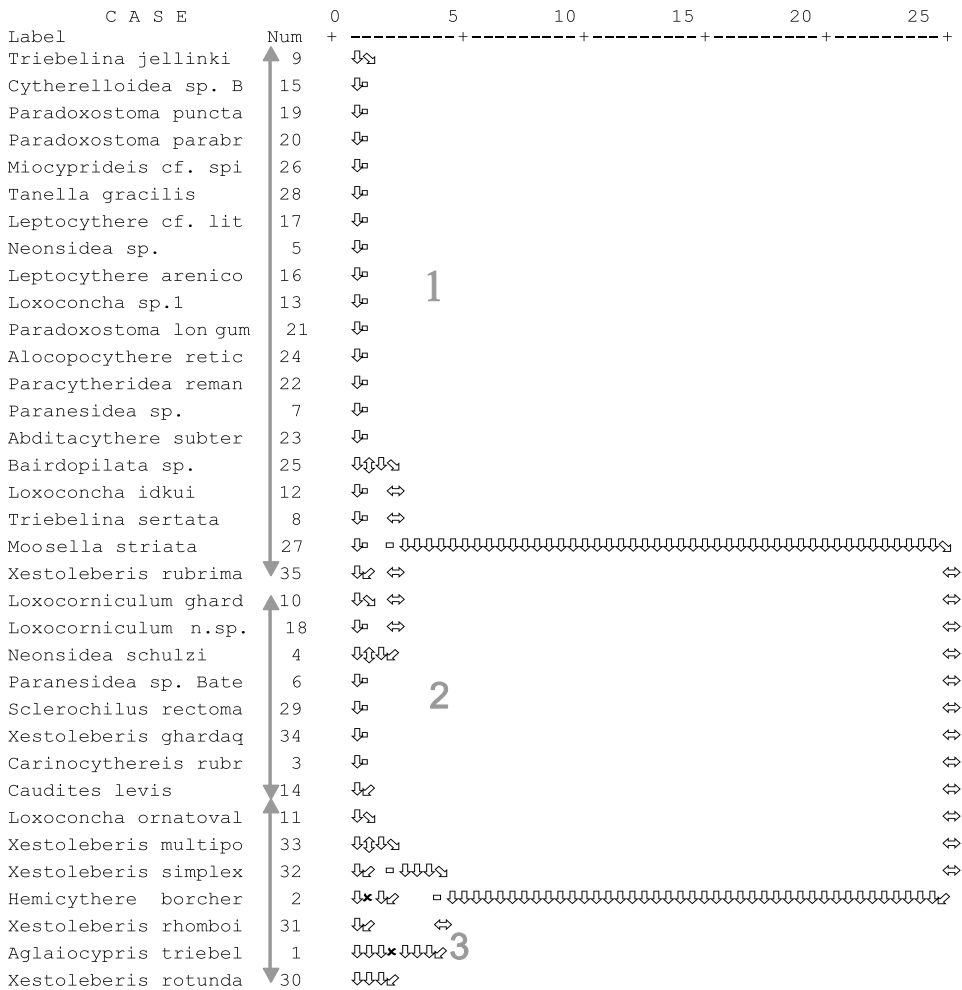 C A S E 0 5 10 15 20 25
Label Num +---------+---------+---------+---------+---------+
Triebelina jellinki 9
Cytherelloidea sp. B 15
Paradoxostoma puncta 19
Paradoxostoma parabr 20
Miocyprideis cf. spi 26
Tanella gracilis 28
Leptocythere cf. lit 17
Neonsidea sp. 5
Leptocythere arenico 16
1
Loxoconcha sp.1 13
Paradoxostoma lon gum 21
Alocopocythere retic 24
Paracytheridea reman 22
Paranesidea sp. 7
Abditacythere subter 23
Bairdopilata sp. 25
Loxoconcha idkui 12
Triebelina sertata 8
Moosella striata 27
Xestoleberis rubrima 35
Loxocorniculum ghard 10
Loxocorniculum n.sp. 18
Neonsidea schulzi 4
Paranesidea sp. Bate 6
2
Sclerochilus rectoma 29
Xestoleberis ghardaq 34
Carinocythereis rubr 3
Caudites levis 14
Loxoconcha ornatoval 11
Xestoleberis multipo 33
Xestoleberis simplex 32
Hemicythere borcher 2
Xestoleberis rhomboi 31
3
Aglaiocypris triebel 1
Xestoleberis rotunda 30